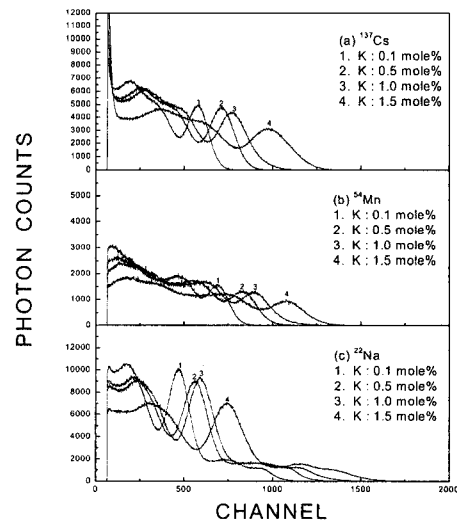 PHOTON COUNTS
12000
11000
10000
9000
8000
7000
6000
5000
4000
3000
2000
1000
0
(a) ¹³⁷Cs
1. K : 0.1 mole%
2. K : 0.5 mole%
3. K : 1.0 mole%
4. K : 1.5 mole%
1
2
3
4
5000
4000
3000
2000
1000
0
(b) ⁵⁴Mn
1. K : 0.1 mole%
2. K : 0.5 mole%
3. K : 1.0 mole%
4. K : 1.5 mole%
1
2
3
4
12000
10000
8000
6000
4000
2000
0
(c) ²²Na
1. K : 0.1 mole%
2. K : 0.5 mole%
3. K : 1.0 mole%
4. K : 1.5 mole%
1
2
3
4
0 500 1000 1500 2000
CHANNEL